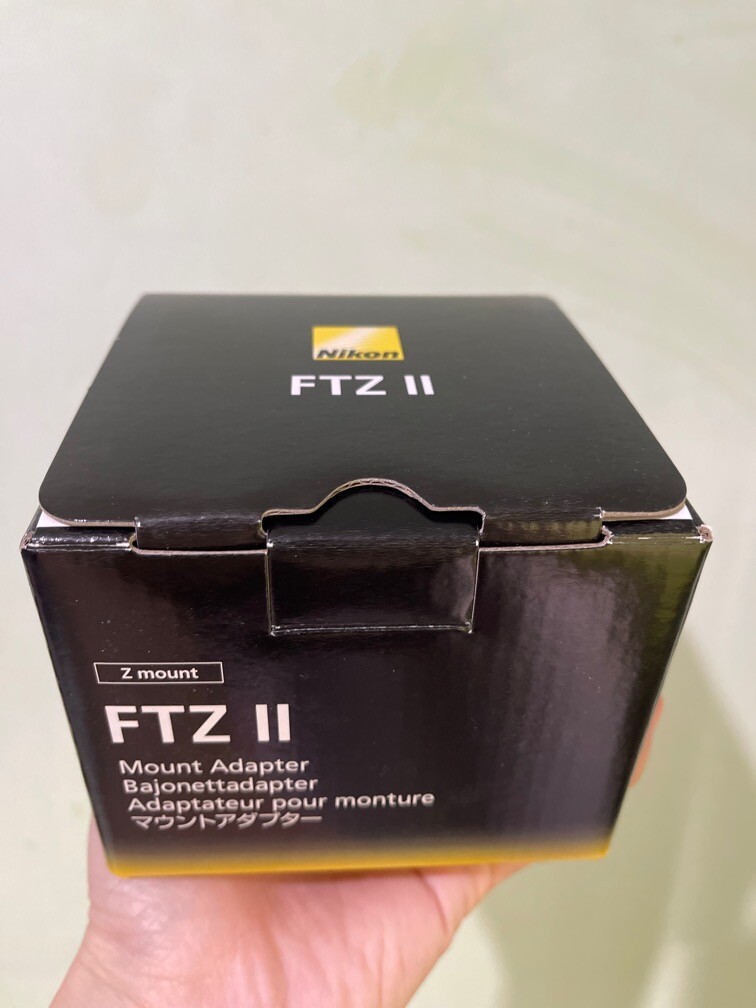 Nikon
FTZ II
Z mount
FTZ II
Mount Adapter
Bajonettadapter
Adaptateur pour monture
マウントアダプター